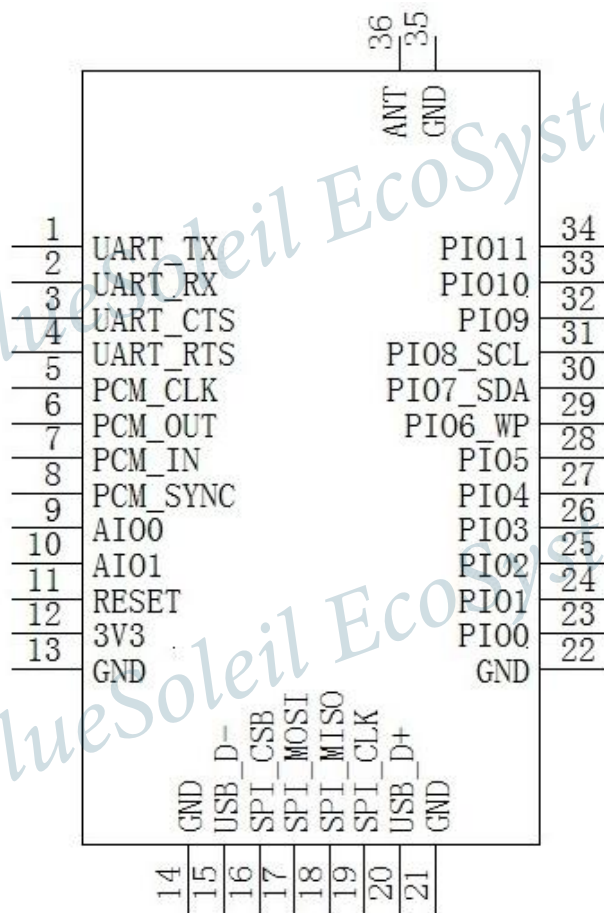 36 35
ANT GND
BlueSoleil EcoSystem
1 UART_TX PIO11 34
2 UART_RX PIO10 33
3 UART_CTS PIO9 32
4 UART_RTS PIO8_SCL 31
5 PCM_CLK PIO7_SDA 30
6 PCM_OUT PIO6_WP 29
7 PCM_IN PIO5 28
8 PCM_SYNC PIO4 27
9 AIO0 PIO3 26
10 AIO1 PIO2 25
11 RESET PIO1 24
12 3V3 PIO0 23
13 GND GND 22
lueSoleil EcoSyst
GND USB_D- SPI_CSB SPI_MOSI SPI_MISO SPI_CLK USB_D+ GND
14 15 16 17 18 19 20 21